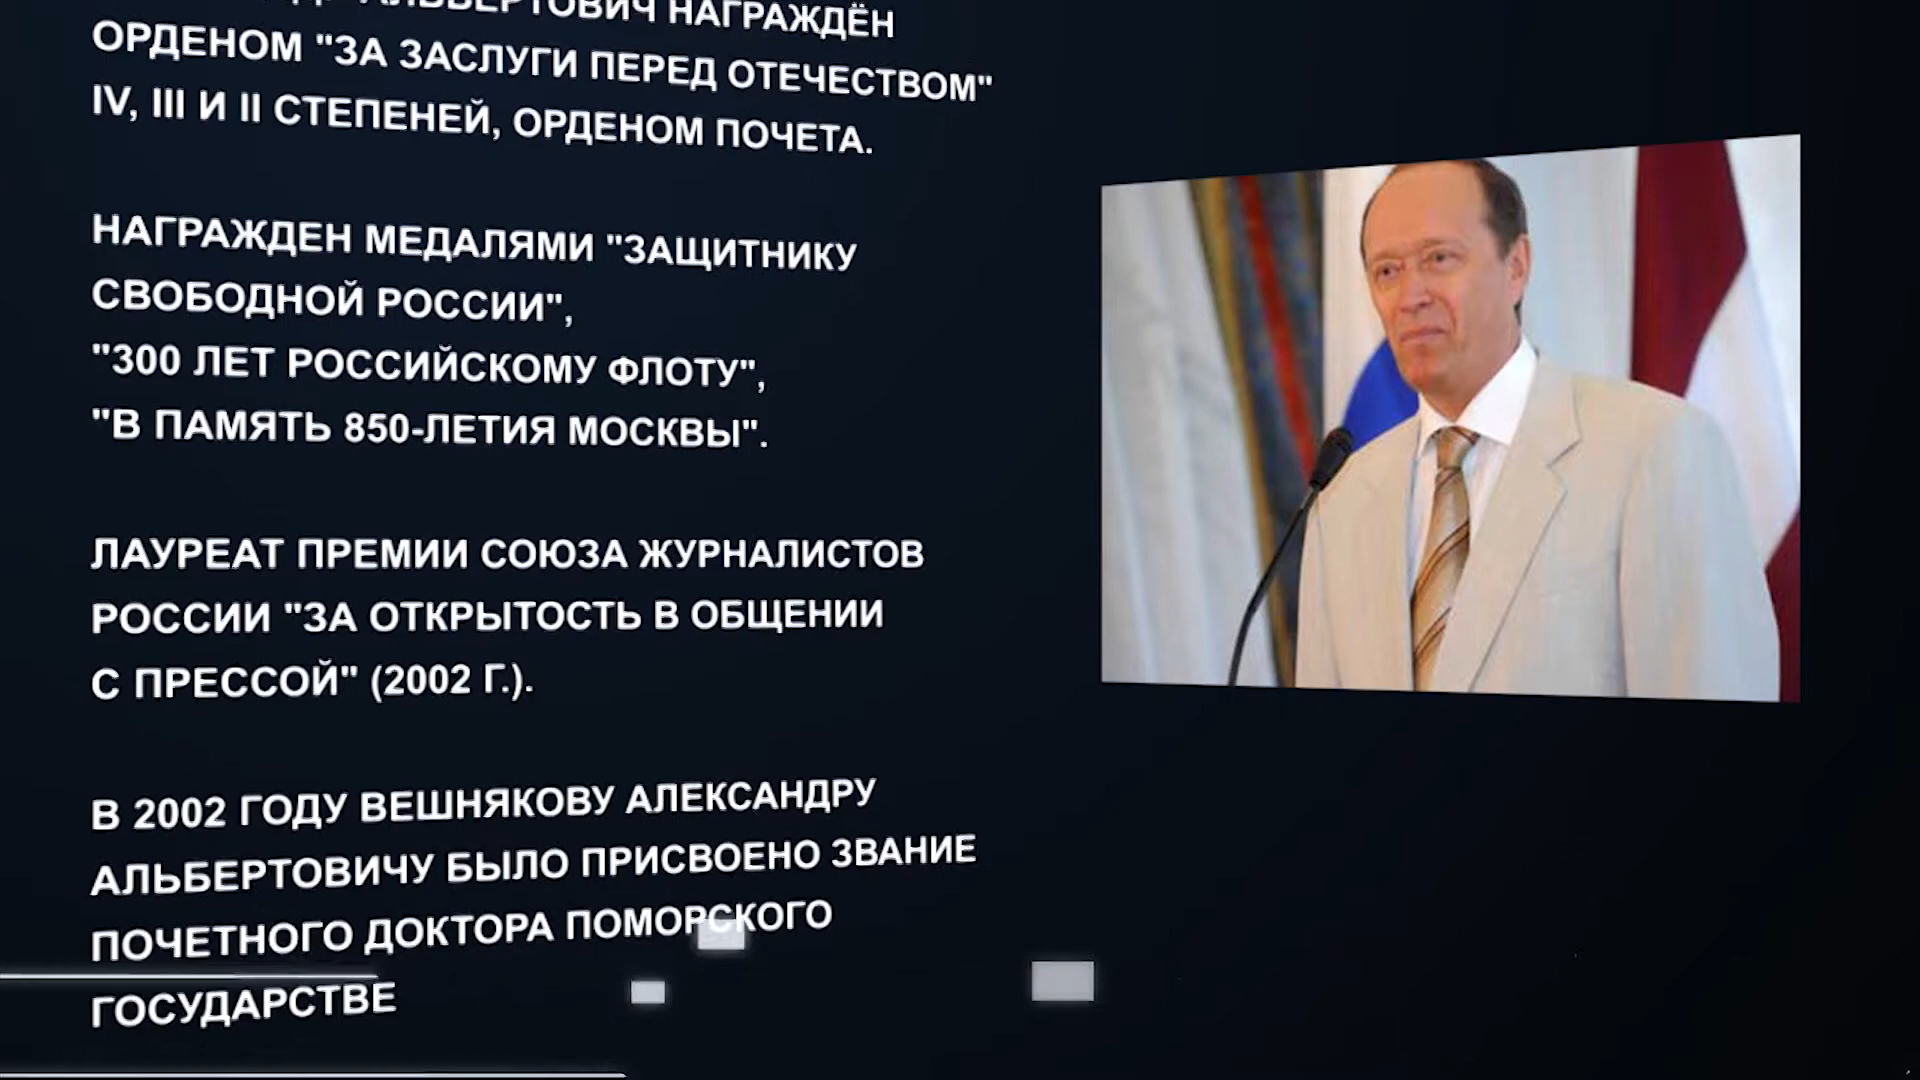 АЛЬБЕРТОВИЧ НАГРАЖДЁН
ОРДЕНОМ "ЗА ЗАСЛУГИ ПЕРЕД ОТЕЧЕСТВОМ"
IV, III И II СТЕПЕНЕЙ, ОРДЕНОМ ПОЧЕТА.
НАГРАЖДЕН МЕДАЛЯМИ "ЗАЩИТНИКУ
СВОБОДНОЙ РОССИИ",
"300 ЛЕТ РОССИЙСКОМУ ФЛОТУ",
"В ПАМЯТЬ 850-ЛЕТИЯ МОСКВЫ".
ЛАУРЕАТ ПРЕМИИ СОЮЗА ЖУРНАЛИСТОВ
РОССИИ "ЗА ОТКРЫТОСТЬ В ОБЩЕНИИ
С ПРЕССОЙ" (2002 Г.).
В 2002 ГОДУ ВЕШНЯКОВУ АЛЕКСАНДРУ
АЛЬБЕРТОВИЧУ БЫЛО ПРИСВОЕНО ЗВАНИЕ
ПОЧЕТНОГО ДОКТОРА ПОМОРСКОГО
ГОСУДАРСТВЕ